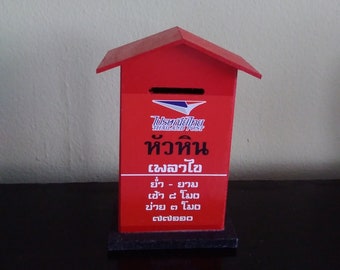 ไปรษณีย์ไทย
THAILAND POST
หัวหิน
เพลาไข
ย่ำ - ยาม
เช้า ๘ โมง
บ่าย ๓ โมง
๗๗๑๑๐